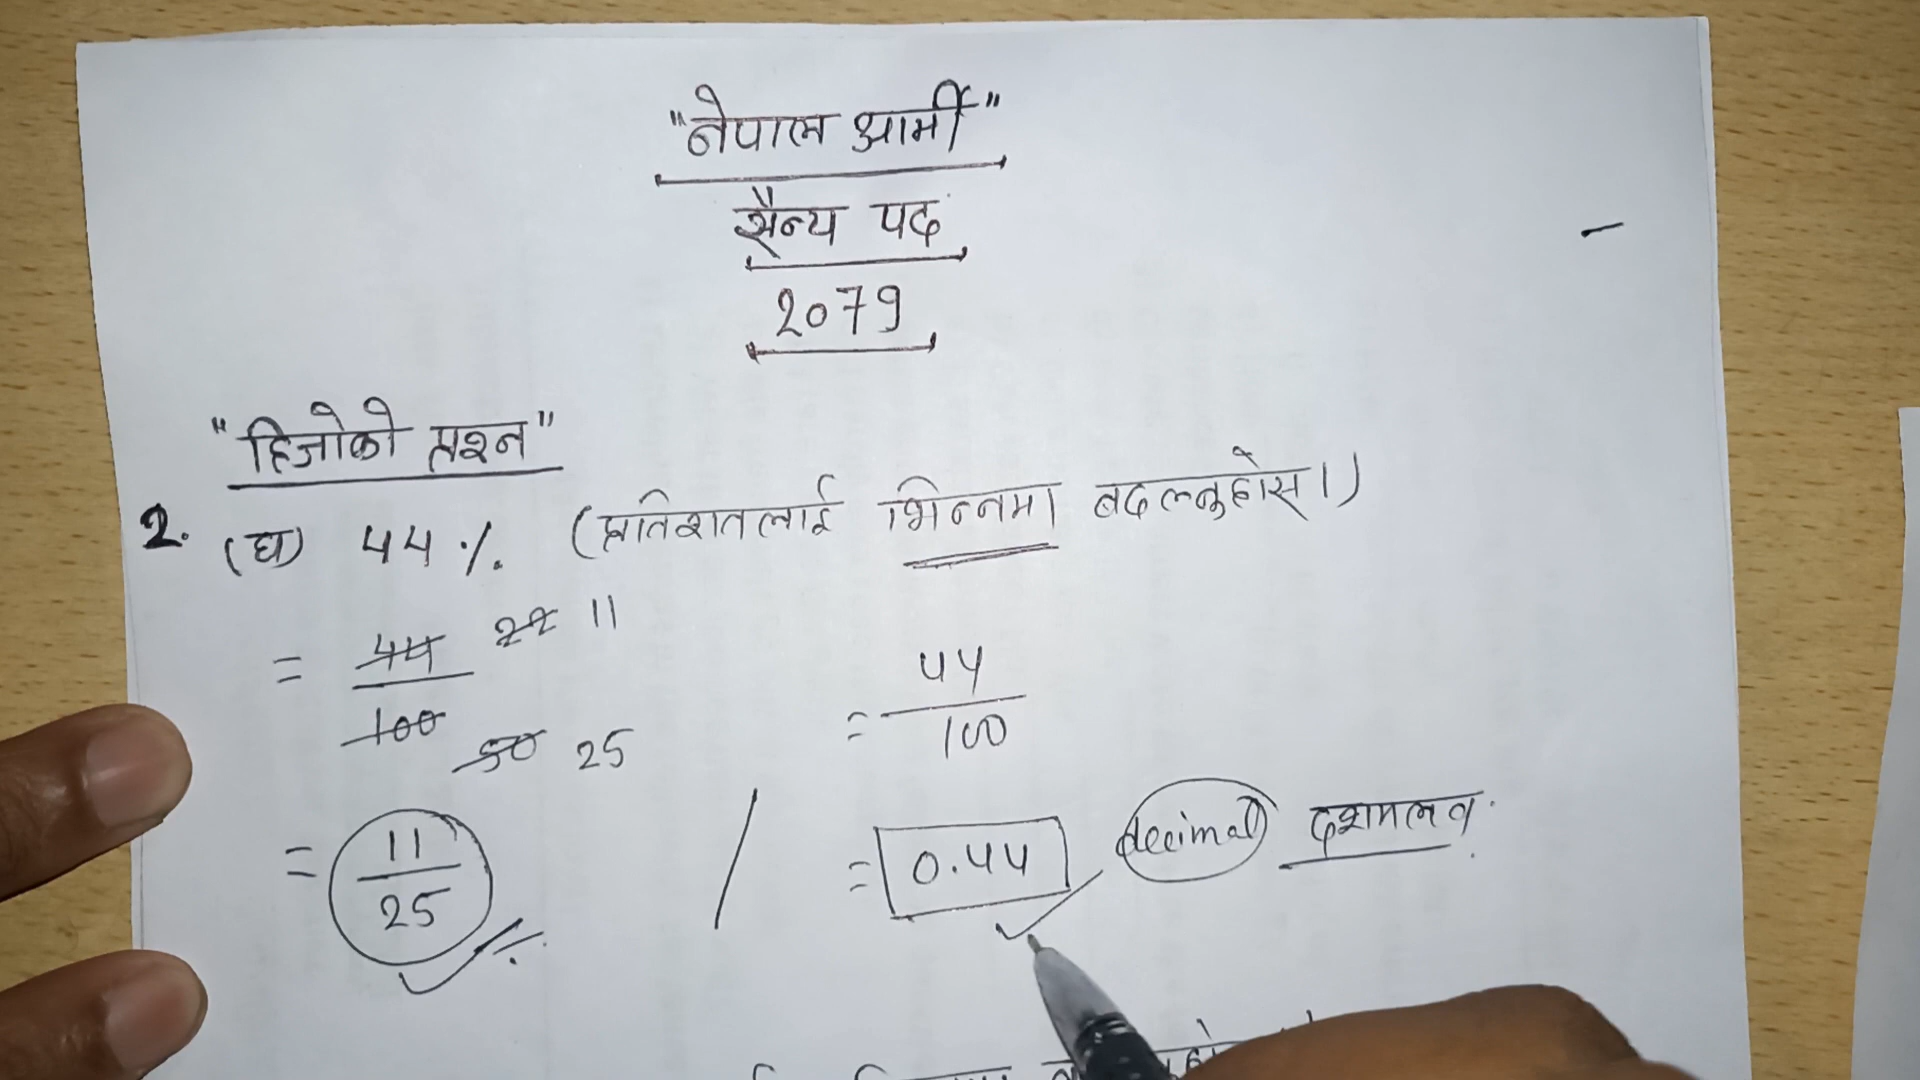 "नेपाल आर्मी"
सैन्य पद
2079
"हिजोको प्रश्न"
2. (घ) 44% (प्रतिशतलाई भिन्नमा बदल्नुहोस।)
= 44/100 22 11 50 25
= 44/100
= 11/25
/
= 0.44 decimal दशमलव